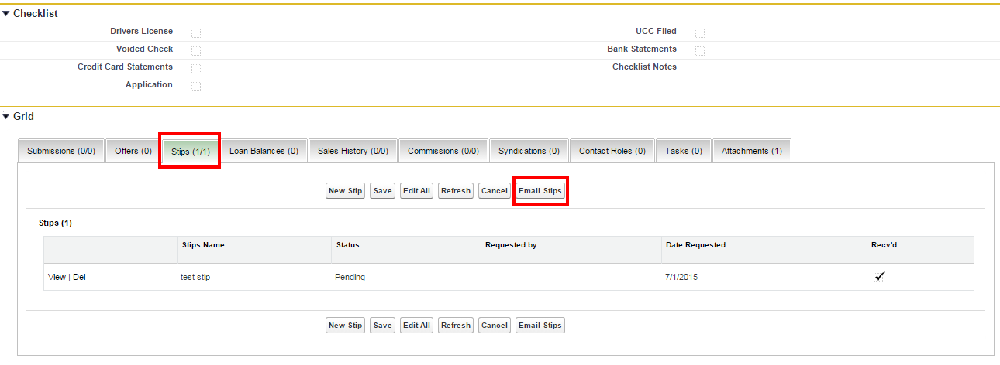 Checklist
Drivers License UCC Filed
Voided Check Bank Statements
Credit Card Statements Checklist Notes
Application
Grid
Submissions (0/0) Offers (0) Stips (1/1) Loan Balances (0) Sales History (0/0) Commissions (0/0) Syndications (0) Contact Roles (0) Tasks (0) Attachments (1)
New Stip Save Edit All Refresh Cancel Email Stips
Stips (1)
Stips Name Status Requested by Date Requested Recv'd
View | Del test stip Pending 7/1/2015
New Stip Save Edit All Refresh Cancel Email Stips